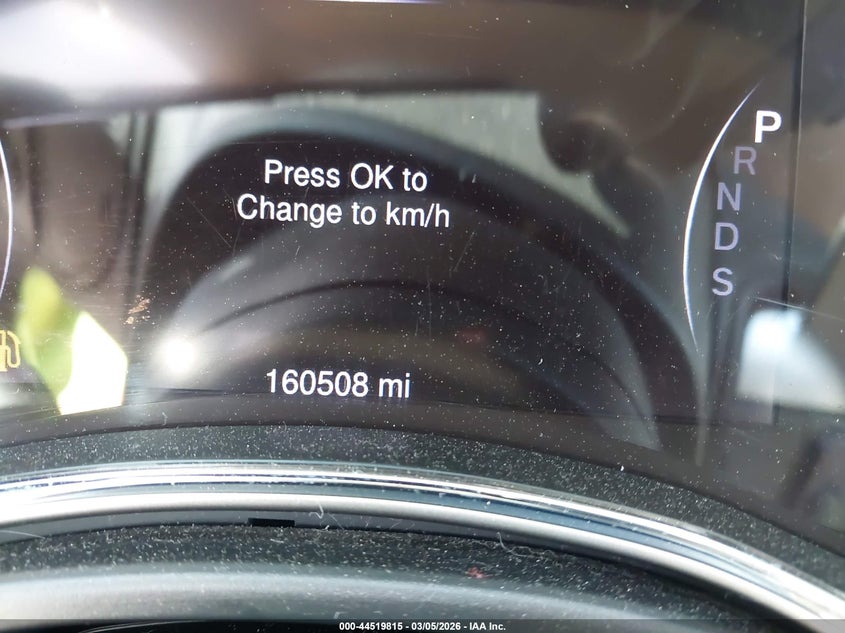 P
R
Press OK to
N
Change to km/h
D
S
160508 mi
000-44519815 - 03/05/2026 - IAA Inc.